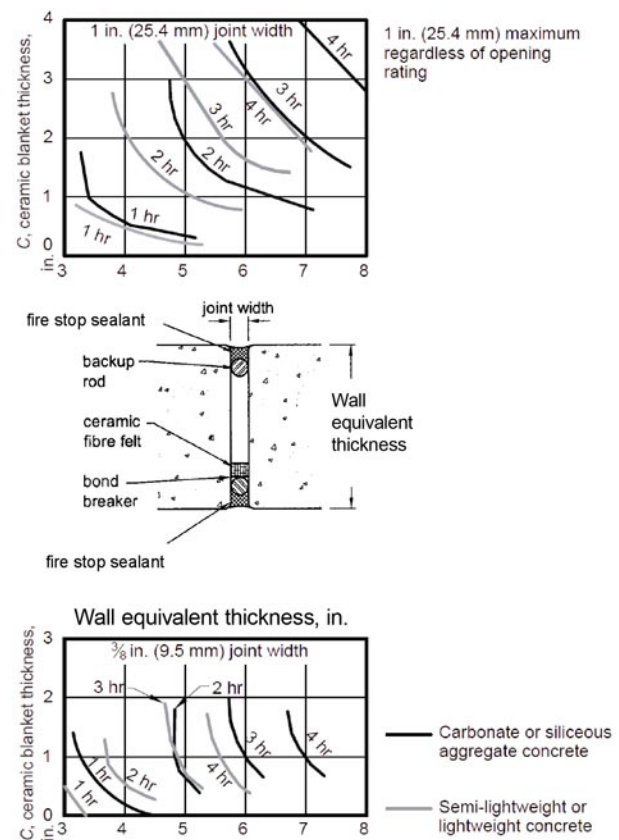 4
1 in. (25.4 mm) joint width
1 in. (25.4 mm) maximum
regardless of opening
rating
C, ceramic blanket thickness,
in.
3
2
1
0
4 hr
3 hr
4 hr
3 hr
2 hr
2 hr
1 hr
1 hr
3 4 5 6 7 8
joint width
fire stop sealant
backup
rod
Wall
equivalent
thickness
ceramic
fibre felt
bond
breaker
fire stop sealant
Wall equivalent thickness, in.
3
⅜ in. (9.5 mm) joint width
C, ceramic blanket thickness,
in.
2
1
0
3 hr
2 hr
1 hr
1 hr
2 hr
4 hr
3 hr
4 hr
3 4 5 6 7 8
Carbonate or siliceous
aggregate concrete
Semi-lightweight or
lightweight concrete